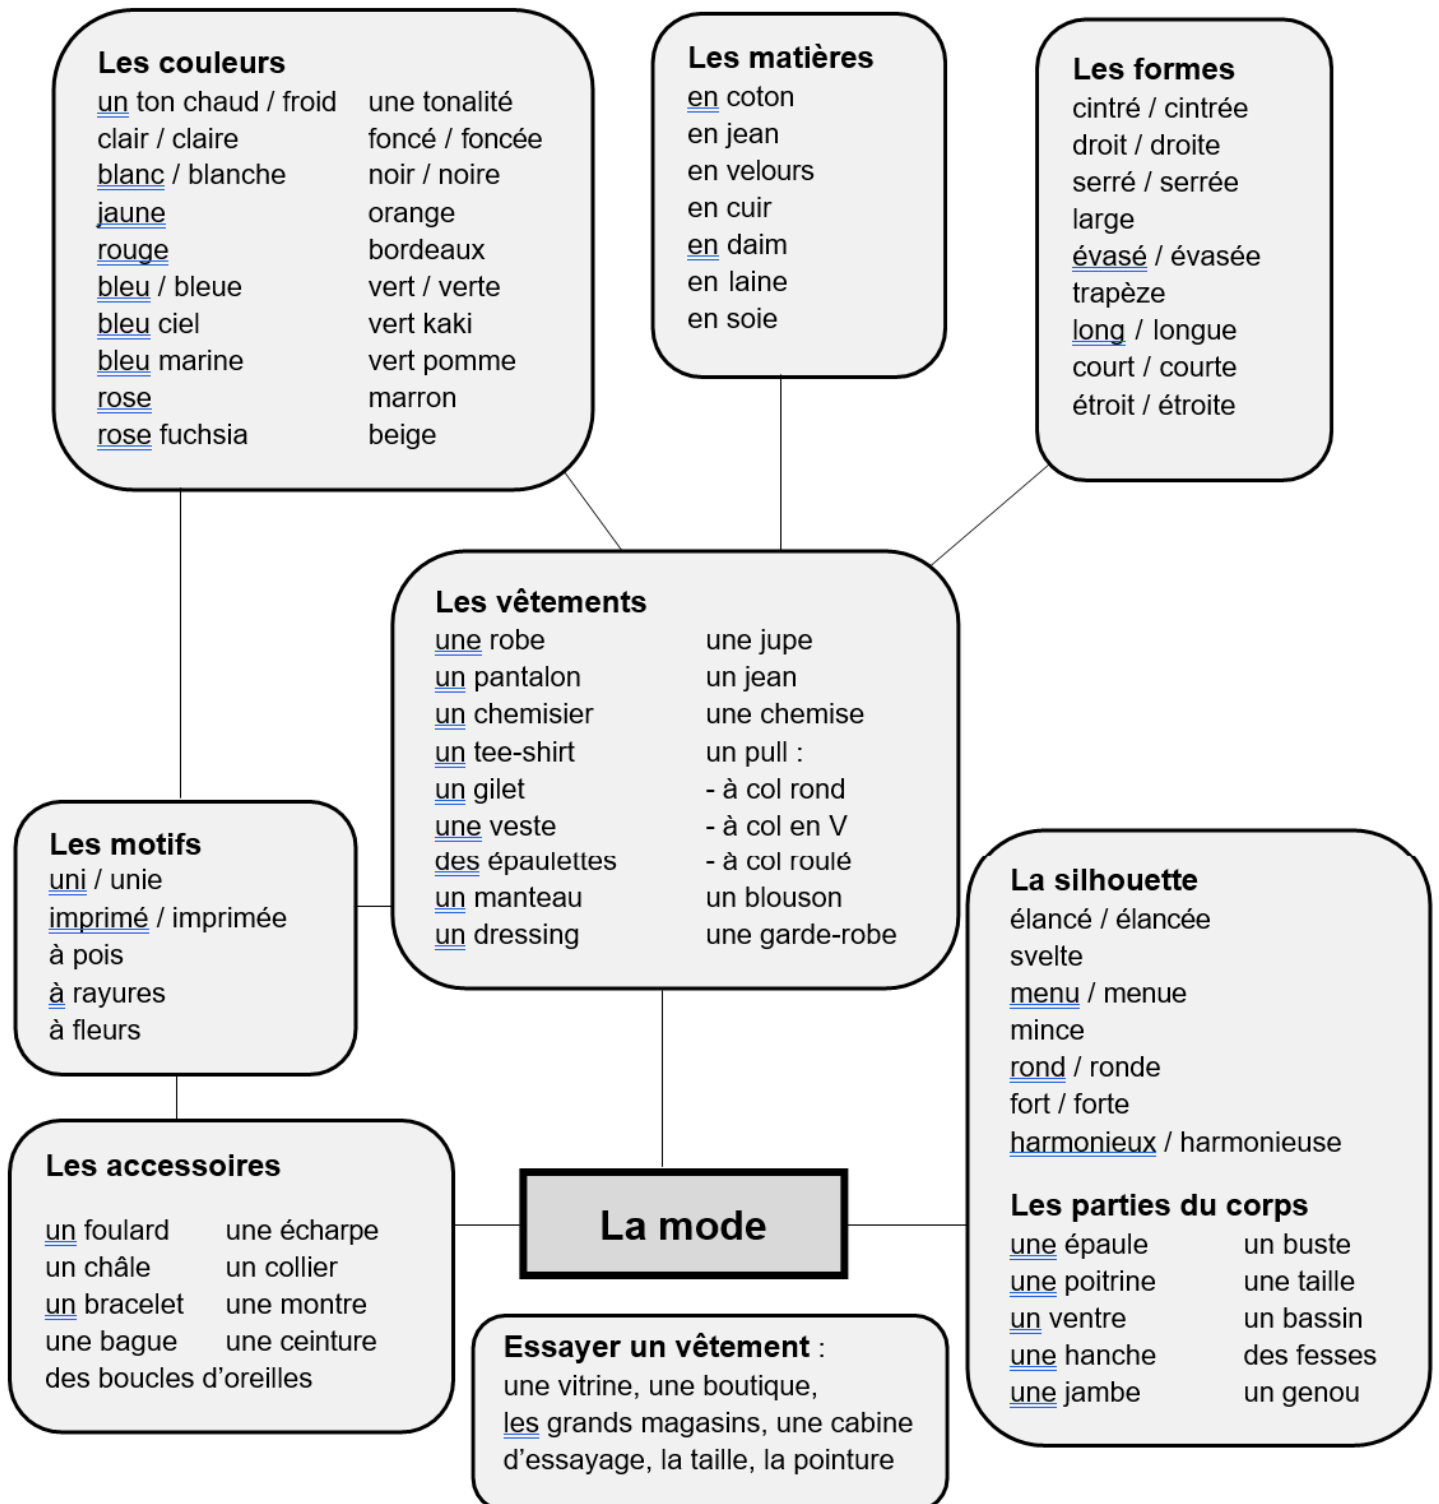 Les couleurs
un ton chaud / froid une tonalité
clair / claire foncé / foncée
blanc / blanche noir / noire
jaune orange
rouge bordeaux
bleu / bleue vert / verte
bleu ciel vert kaki
bleu marine vert pomme
rose marron
rose fuchsia beige
Les matières
en coton
en jean
en velours
en cuir
en daim
en laine
en soie
Les formes
cintré / cintrée
droit / droite
serré / serrée
large
évasé / évasée
trapèze
long / longue
court / courte
étroit / étroite
Les vêtements
une robe une jupe
un pantalon un jean
un chemisier une chemise
un tee-shirt un pull :
un gilet - à col rond
une veste - à col en V
des épaulettes - à col roulé
un manteau un blouson
un dressing une garde-robe
Les motifs
uni / unie
imprimé / imprimée
à pois
à rayures
à fleurs
La silhouette
élancé / élancée
svelte
menu / menue
mince
rond / ronde
fort / forte
harmonieux / harmonieuse
Les parties du corps
une épaule un buste
une poitrine une taille
un ventre un bassin
une hanche des fesses
une jambe un genou
Les accessoires
un foulard une écharpe
un châle un collier
un bracelet une montre
une bague une ceinture
des boucles d'oreilles
La mode
Essayer un vêtement :
une vitrine, une boutique,
les grands magasins, une cabine
d'essayage, la taille, la pointure